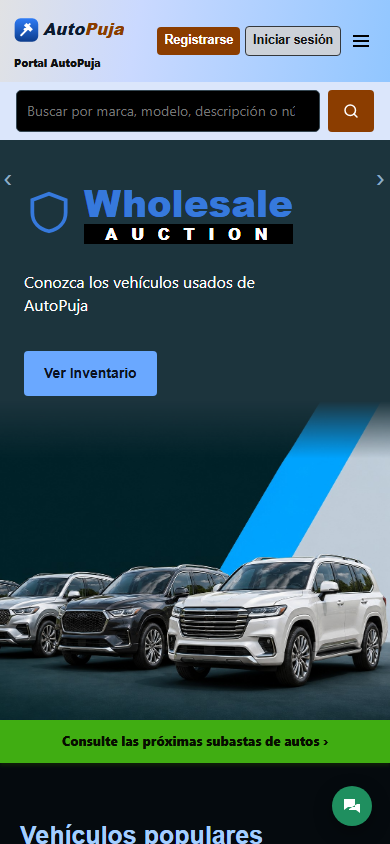 AutoPuja
Registrarse
Iniciar sesión
Portal AutoPuja
Buscar por marca, modelo, descripción o nú
Wholesale
AUCTION
Conozca los vehículos usados de
AutoPuja
Ver Inventario
Consulte las próximas subastas de autos ›
Vehículos populares